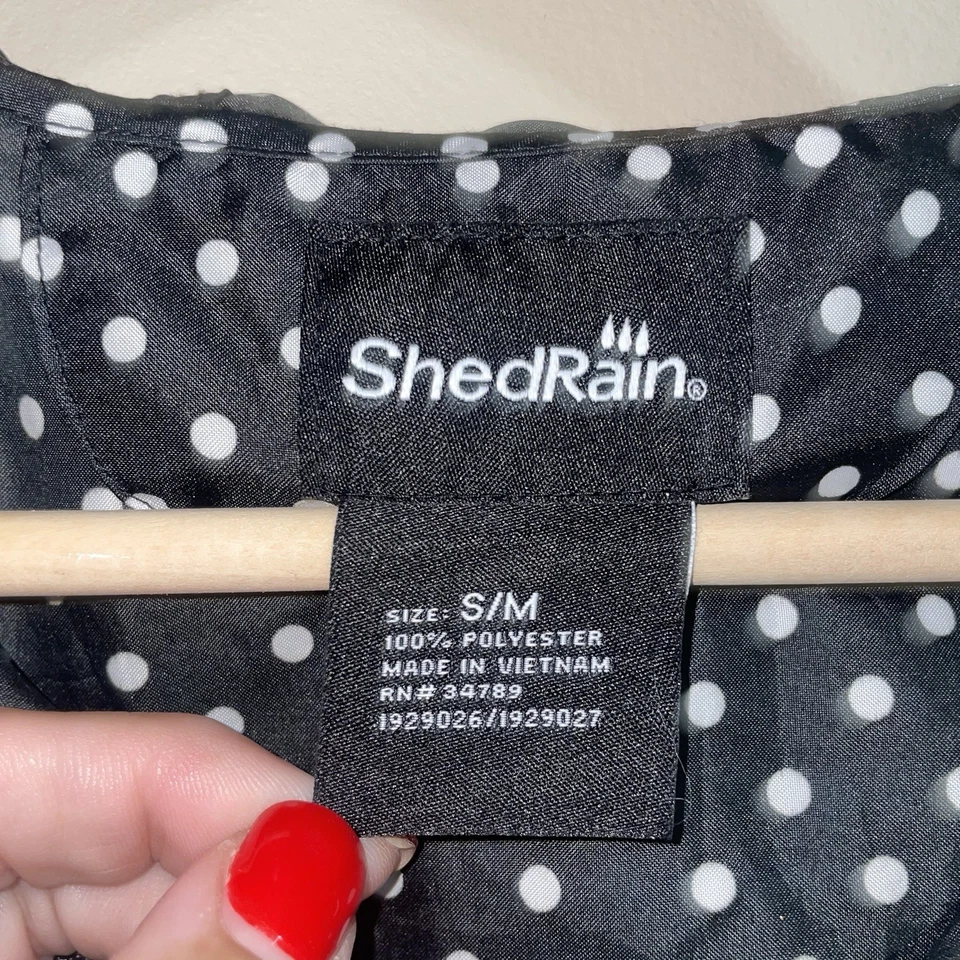 ShedRain®
SIZE: S/M
100% POLYESTER
MADE IN VIETNAM
RN# 34789
1929026/1929027